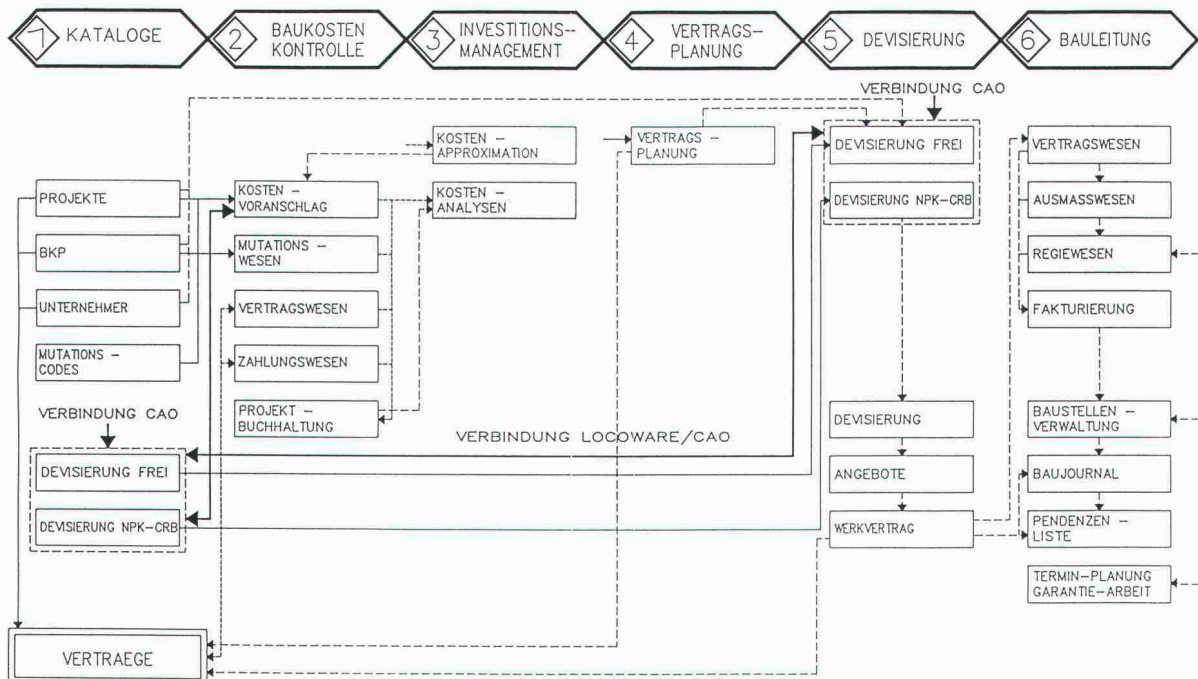 1 KATALOGE
2 BAUKOSTEN
KONTROLLE
3 INVESTITIONS–
MANAGEMENT
4 VERTRAGS–
PLANUNG
5 DEVISIERUNG
6 BAULEITUNG
PROJEKTE
BKP
UNTERNEHMER
MUTATIONS –
CODES
VERBINDUNG CAO
DEVISIERUNG FREI
DEVISIERUNG NPK–CRB
VERTRAEGE
KOSTEN –
VORANSCHLAG
MUTATIONS –
WESEN
VERTRAGSWESEN
ZAHLUNGSWESEN
PROJEKT –
BUCHHALTUNG
KOSTEN –
APPROXIMATION
KOSTEN –
ANALYSEN
VERBINDUNG LOCOWARE/CAO
VERTRAGS –
PLANUNG
VERBINDUNG CAO
DEVISIERUNG FREI
DEVISIERUNG NPK–CRB
DEVISIERUNG
ANGEBOTE
WERKVERTRAG
VERTRAGSWESEN
AUSMASSWESEN
REGIEWESEN
FAKTURIERUNG
BAUSTELLEN –
VERWALTUNG
BAUJOURNAL
PENDENZEN –
LISTE
TERMIN–PLANUNG
GARANTIE–ARBEIT